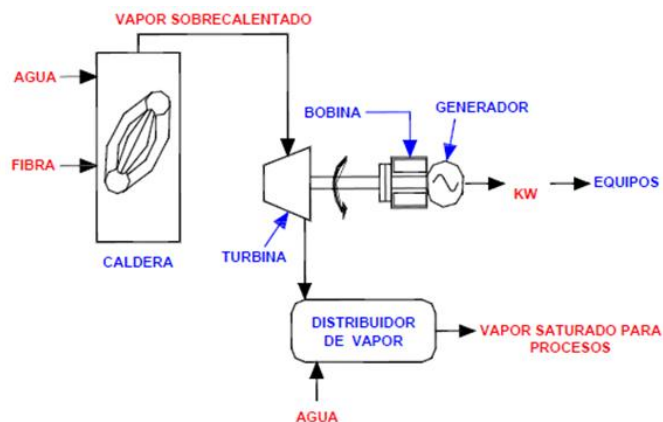 VAPOR SOBRECALENTADO
AGUA
FIBRA
CALDERA
BOBINA
GENERADOR
KW
EQUIPOS
TURBINA
DISTRIBUIDOR
DE VAPOR
VAPOR SATURADO PARA
PROCESOS
AGUA